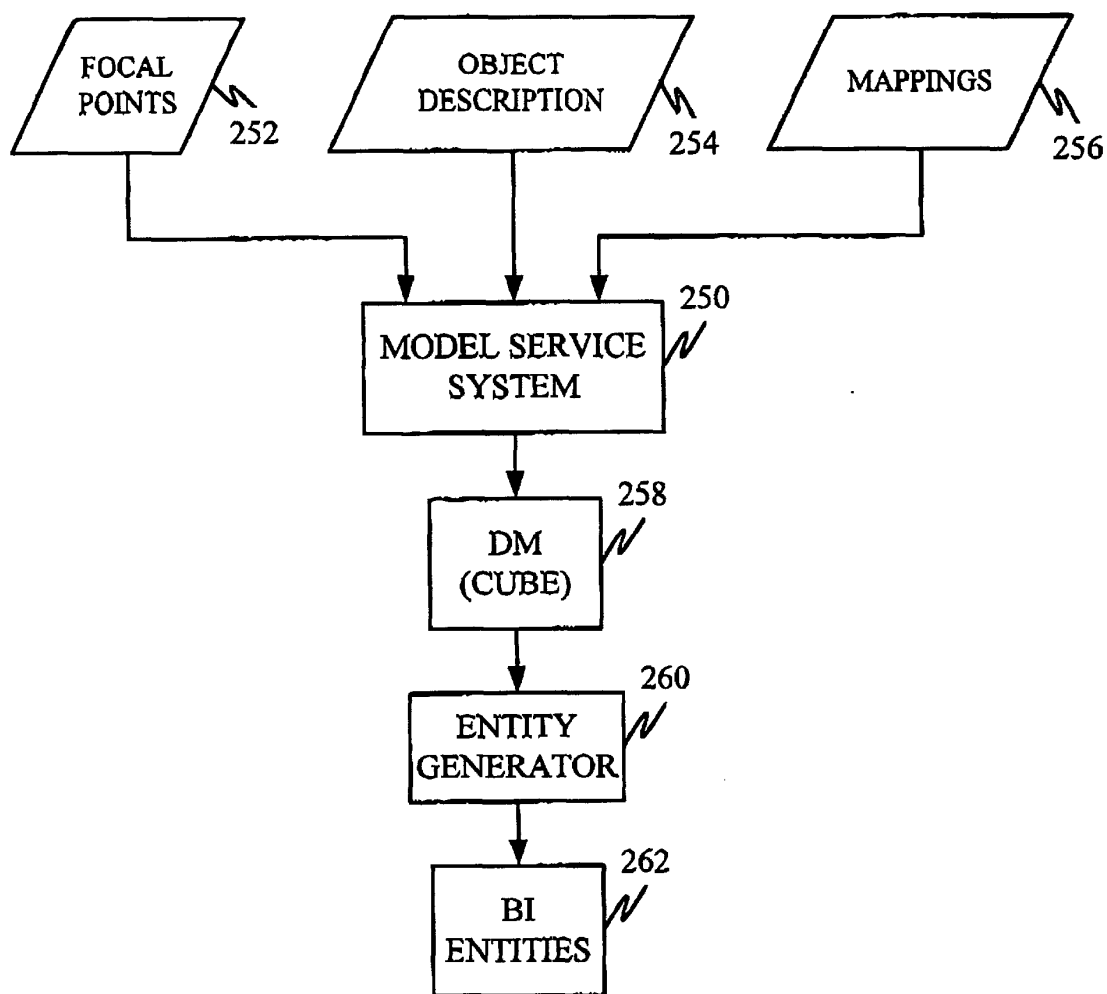 FOCAL
POINTS
252
OBJECT
DESCRIPTION
254
MAPPINGS
256
250
MODEL SERVICE
SYSTEM
258
DM
(CUBE)
260
ENTITY
GENERATOR
262
BI
ENTITIES